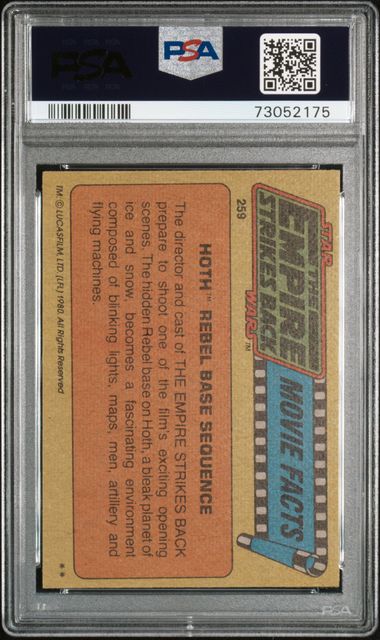 PSA
PSA
73052175
STAR
THE
EMPIRE
STRIKES BACK
WARS™
MOVIE FACTS
259
HOTH™ REBEL BASE SEQUENCE
The director and cast of THE EMPIRE STRIKES BACK
prepare to shoot one of the film's exciting opening
scenes. The hidden Rebel base on Hoth, a bleak planet of
ice and snow, becomes a fascinating environment
composed of blinking lights, maps, men, artillery and
flying machines.
TM: © LUCASFILM, LTD. (LFL) 1980. All Rights Reserved
**
PSA